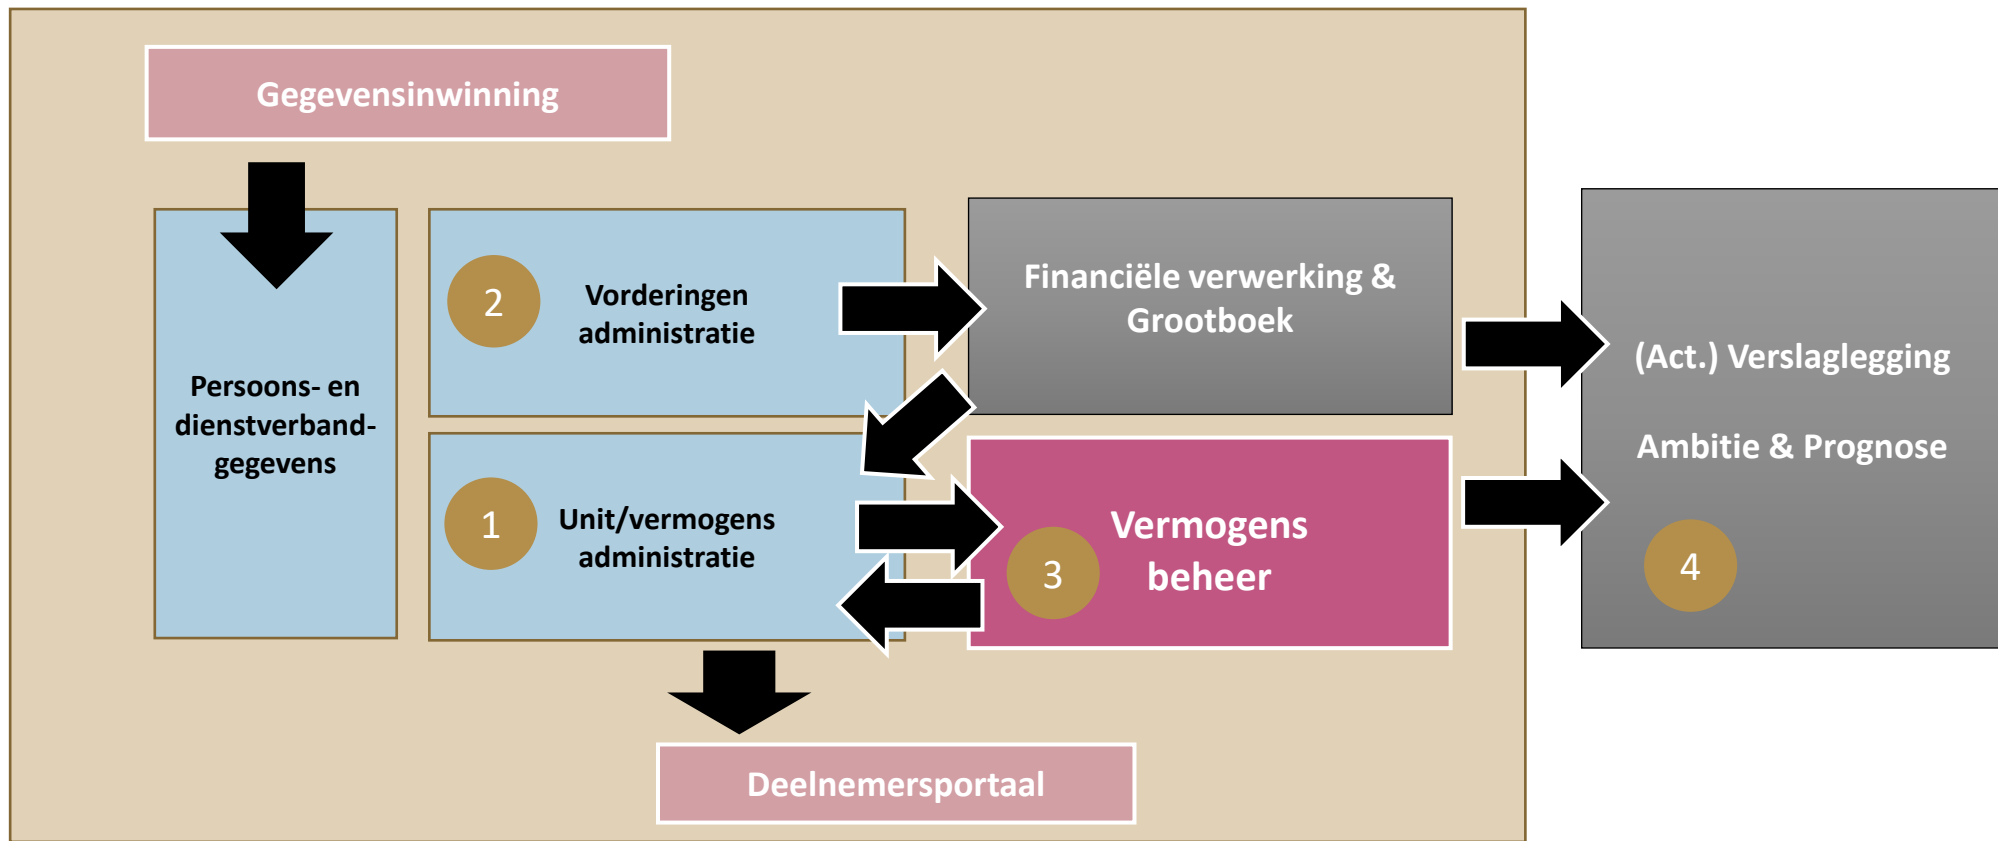 Gegevensinwinning
Persoons- en
dienstverband-
gegevens
2
Vorderingen
administratie
Financiële verwerking &
Grootboek
1
Unit/vermogens
administratie
3
Vermogens
beheer
(Act.) Verslaglegging
Ambitie & Prognose
4
Deelnemersportaal